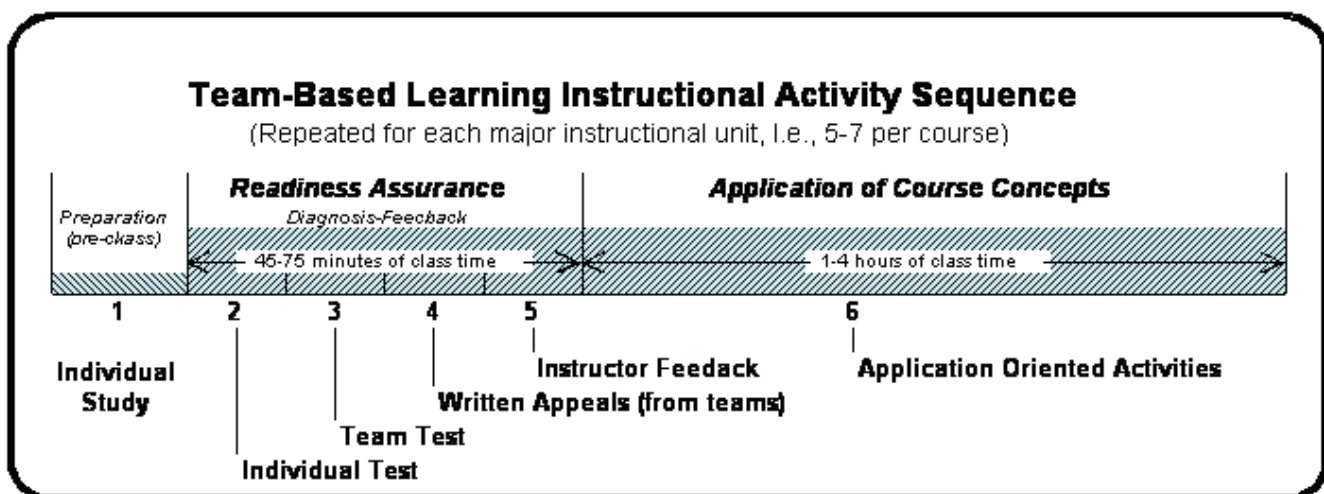 Team-Based Learning Instructional Activity Sequence
(Repeated for each major instructional unit, I.e., 5-7 per course)
Preparation
(pre-ckass)
Readiness Assurance
Diagnosis-Feecback
45-75 minutes of class time
Application of Course Concepts
1-4 hours of class time
1
2
3
4
5
6
Individual
Study
Instructor Feedack
Application Oriented Activities
Written Appeals (from teams)
Team Test
Individual Test